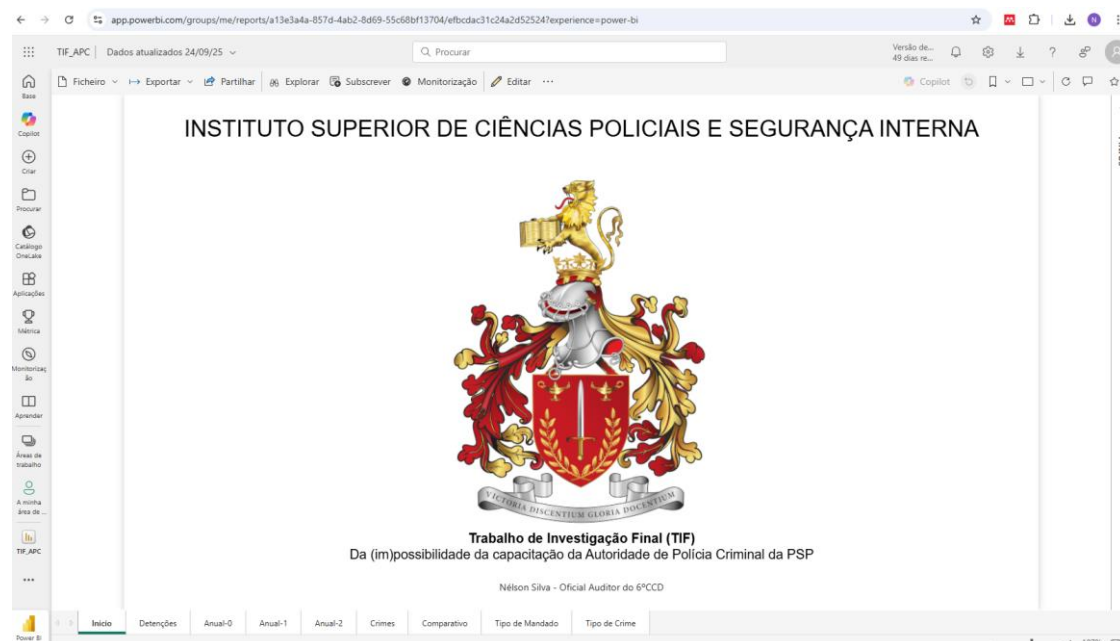 app.powerbi.com/groups/me/reports/a13e3a4a-857d-4ab2-8d69-55c68bf13704/efbcdac31c24a2d52524?experience=power-bi
N
TIF_APC
Dados atualizados 24/09/25
Procurar
Versão de...
49 dias re...
Ficheiro
Exportar
Partilhar
Explorar
Subscrever
Monitorização
Editar
Copilot
Base
Copilot
Criar
Procurar
Catálogo
OneLake
Aplicações
Métrica
Monitorizaç
ão
Aprender
Áreas de
trabalho
A minha
área de ...
TIF_APC
Power BI
INSTITUTO SUPERIOR DE CIÊNCIAS POLICIAIS E SEGURANÇA INTERNA
VICTORIA DISCENTIUM GLORIA DOCENTIUM
Trabalho de Investigação Final (TIF)
Da (im)possibilidade da capacitação da Autoridade de Polícia Criminal da PSP
Nélson Silva - Oficial Auditor do 6ºCCD
Inicio
Detenções
Anual-0
Anual-1
Anual-2
Crimes
Comparativo
Tipo de Mandado
Tipo de Crime